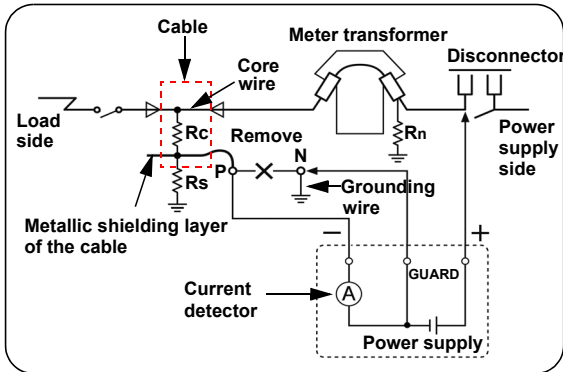 Cable
Meter transformer
Disconnector
Core
wire
Load
side
Rc
Remove
Rn
Power
supply
side
P
N
Rs
Grounding
wire
Metallic shielding layer
of the cable
−
+
GUARD
Current
detector
A
Power supply